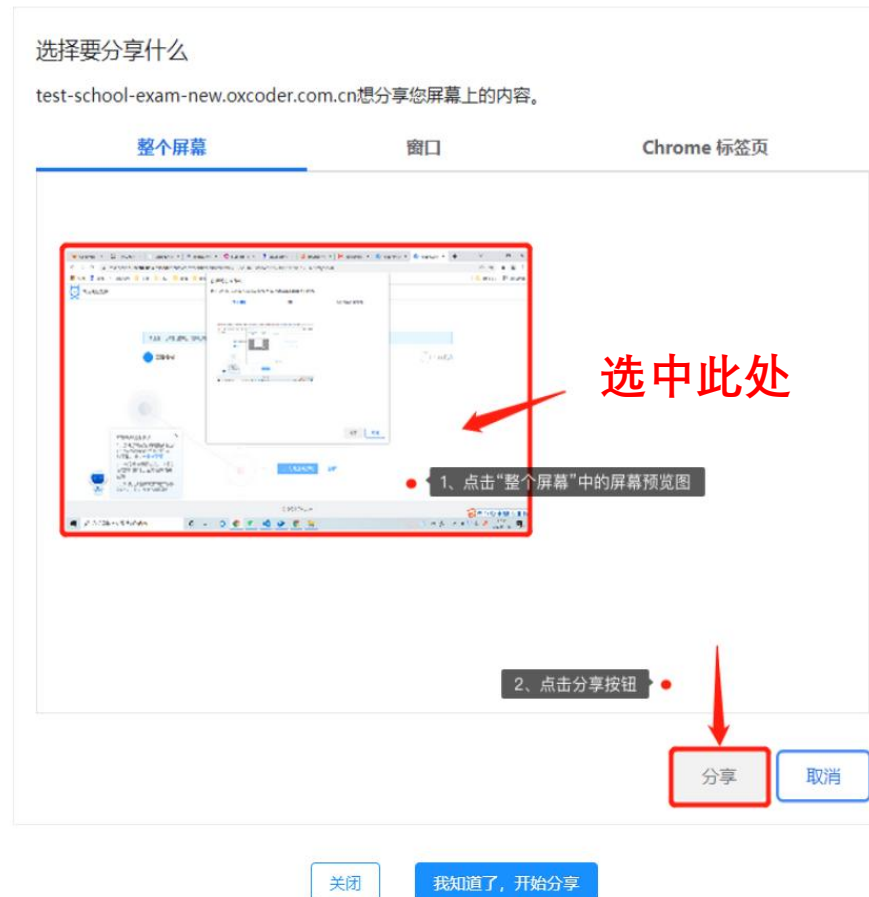 选择要分享什么
test-school-exam-new.oxcoder.com.cn想分享您屏幕上的内容。
整个屏幕
窗口
Chrome 标签页
选中此处
1、点击“整个屏幕”中的屏幕预览图
2、点击分享按钮
分享
取消
关闭
我知道了，开始分享